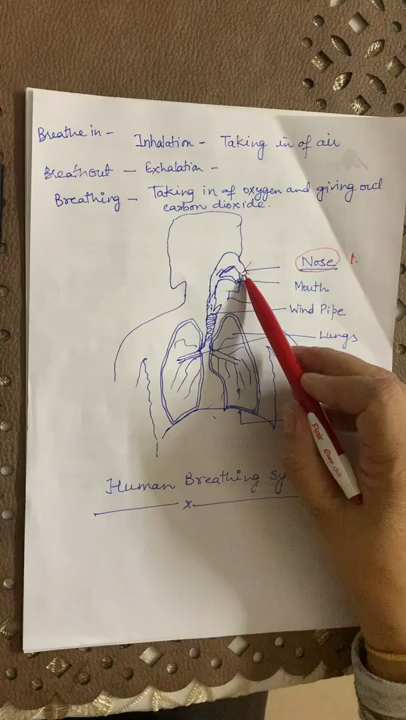 Breathe in - Inhalation - Taking in of air
Breathout - Exhalation -
Breathing - Taking in of oxygen and giving out
carbon dioxide.
Nose
Mouth
Wind Pipe
Lungs
Human Breathing Sy
x